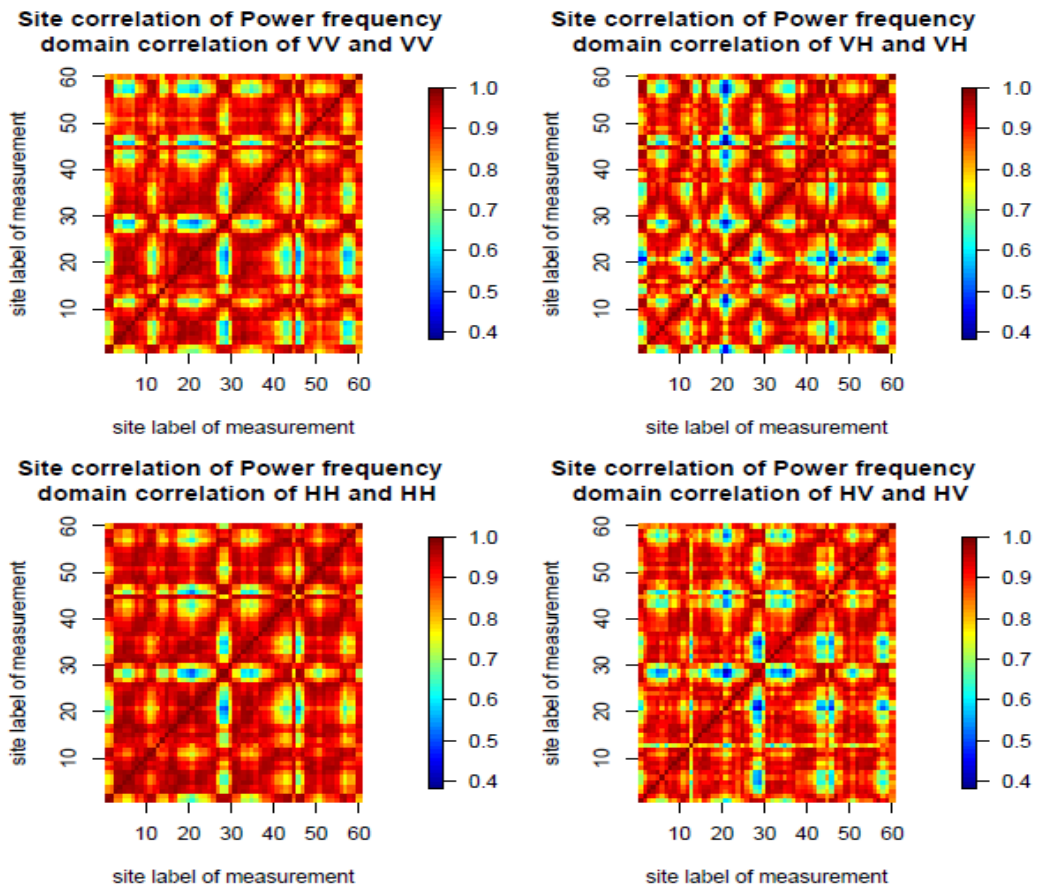 Site correlation of Power frequency
domain correlation of VV and VV
60
50
40
30
20
10
site label of measurement
10 20 30 40 50 60
site label of measurement
1.0
0.9
0.8
0.7
0.6
0.5
0.4
Site correlation of Power frequency
domain correlation of VH and VH
60
50
40
30
20
10
site label of measurement
10 20 30 40 50 60
site label of measurement
1.0
0.9
0.8
0.7
0.6
0.5
0.4
Site correlation of Power frequency
domain correlation of HH and HH
60
50
40
30
20
10
site label of measurement
10 20 30 40 50 60
site label of measurement
1.0
0.9
0.8
0.7
0.6
0.5
0.4
Site correlation of Power frequency
domain correlation of HV and HV
60
50
40
30
20
10
site label of measurement
10 20 30 40 50 60
site label of measurement
1.0
0.9
0.8
0.7
0.6
0.5
0.4